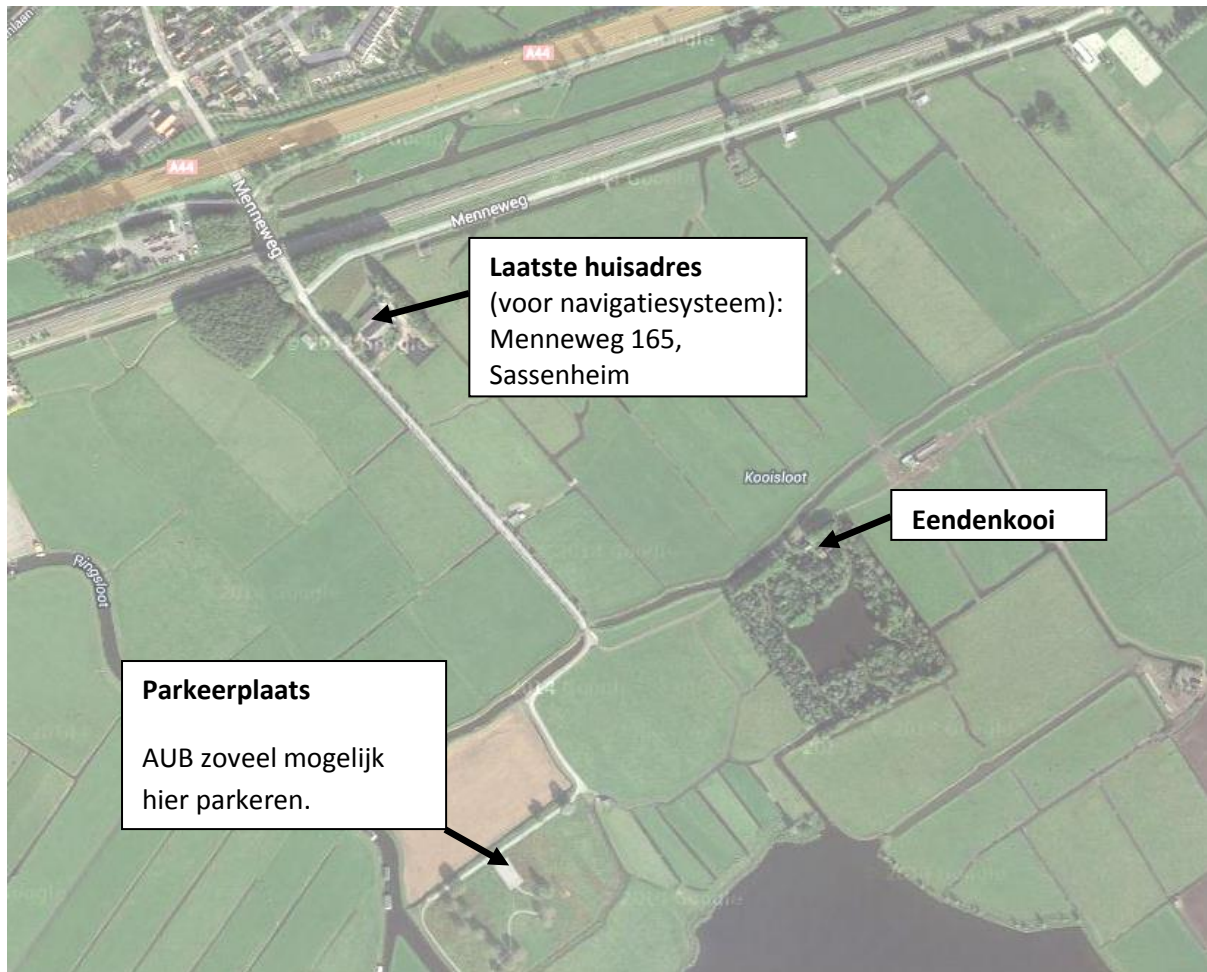 nlaan
A44
A44
Menneweg
Menneweg
Laatste huisadres
(voor navigatiesysteem):
Menneweg 165,
Sassenheim
Kooisloot
Eendenkooi
Ringsloot
Parkeerplaats
AUB zoveel mogelijk
hier parkeren.